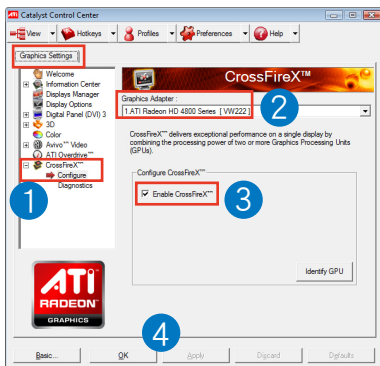 Catalyst Control Center
View Hotkeys Profiles Preferences Help
Graphics Settings
Welcome
Information Center
Displays Manager
Display Options
Digital Panel (DVI) 3
3D
Color
Avivo™ Video
ATI Overdrive™
CrossFireX™
Configure
Diagnostics
1
CrossFireX™
Graphics Adapter :
1.ATI Radeon HD 4800 Series [ VW222 ]
2
CrossFireX™ delivers exceptional performance on a single display by
combining the processing power of two or more Graphics Processing Units
(GPUs).
Configure CrossFireX™
Enable CrossFireX™
3
Identify GPU
ATI
RADEON
GRAPHICS
4
Basic... OK Apply Discard Defaults